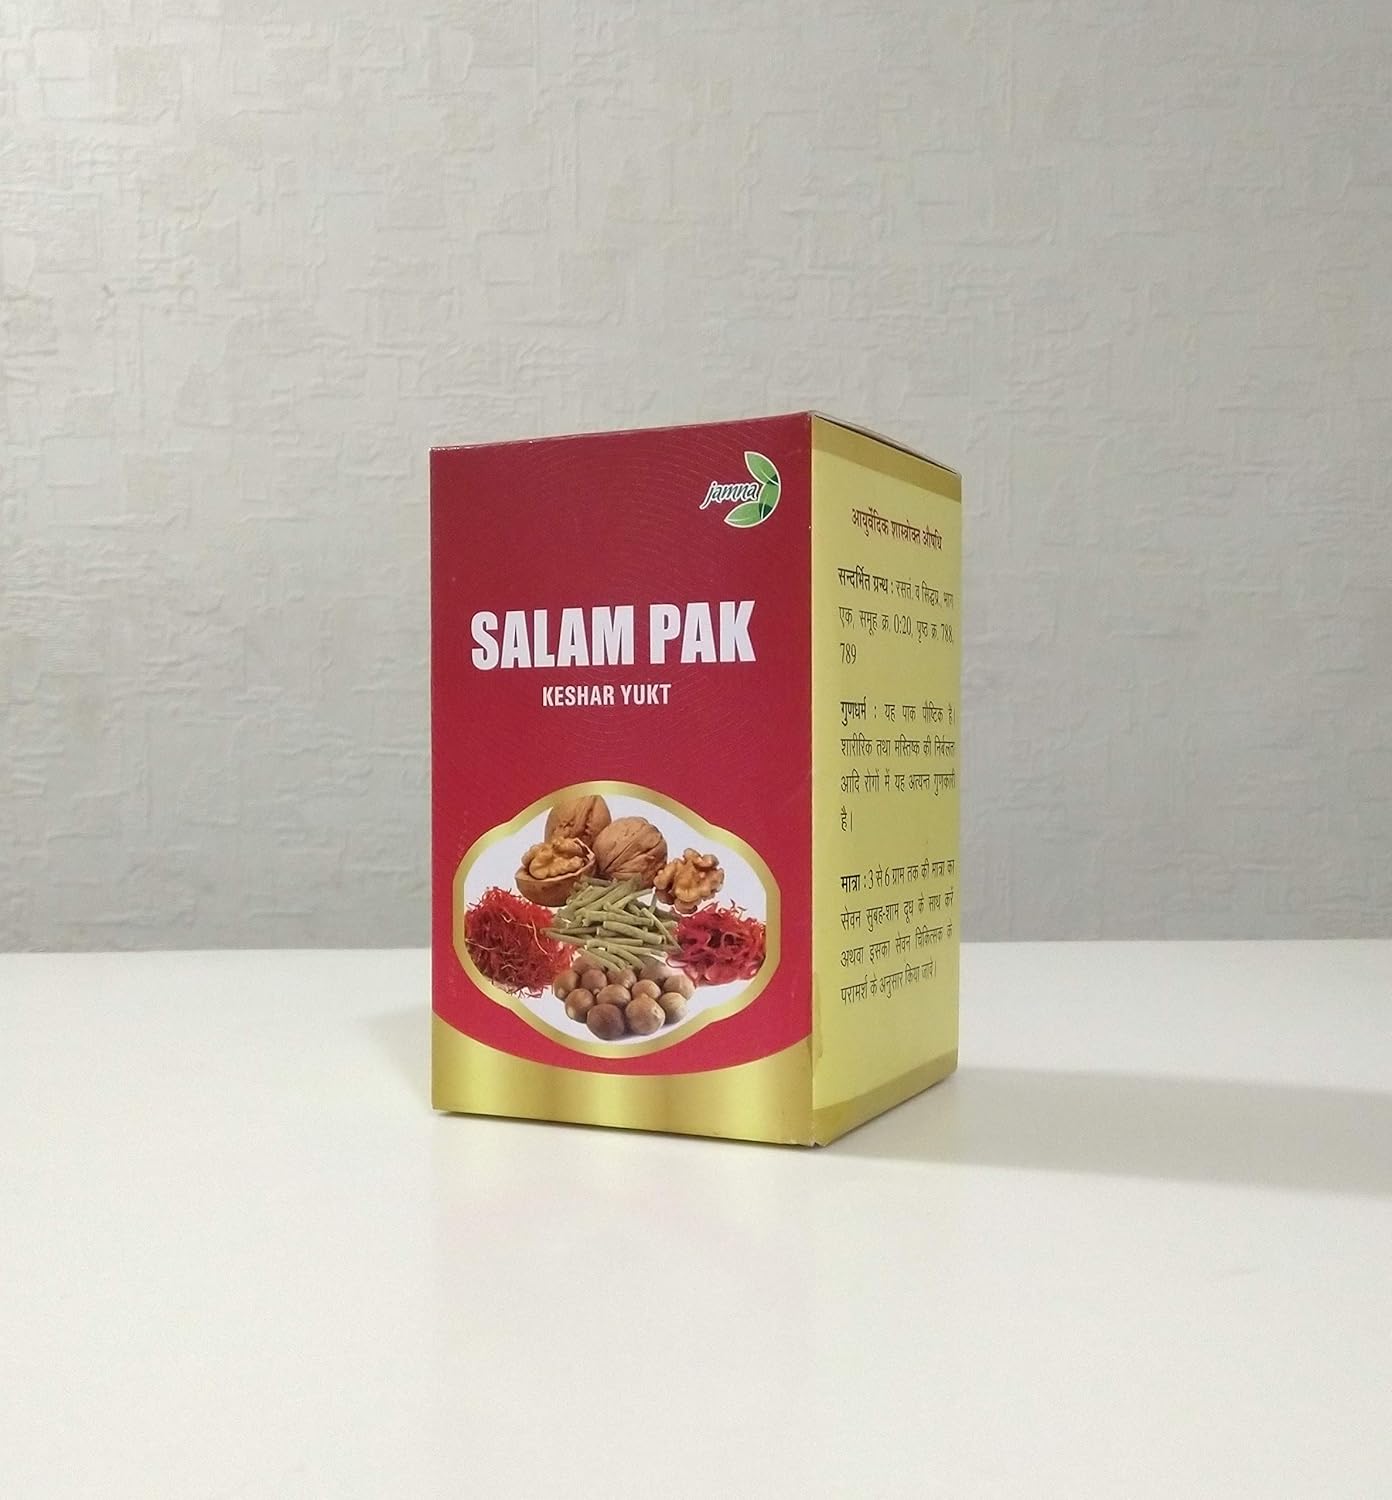 jamna
SALAM PAK
KESHAR YUKT
आयुर्वेदिक शास्त्रोक्त औषधि
सन्दर्भित ग्रन्थ : रसतं. व सिद्धप्र., भाग
एक, समूह क्र. 0:20, पृष्ठ क्र. 788,
789
गुणधर्म : यह पाक पौष्टिक है।
शारीरिक तथा मस्तिष्क की निर्बलता
आदि रोगों में यह अत्यन्त गुणकारी
है।
मात्रा : 3 से 6 ग्राम तक की मात्रा का
सेवन सुबह-शाम दूध के साथ करें
अथवा इसका सेवन चिकित्सक के
परामर्श के अनुसार किया जावे।